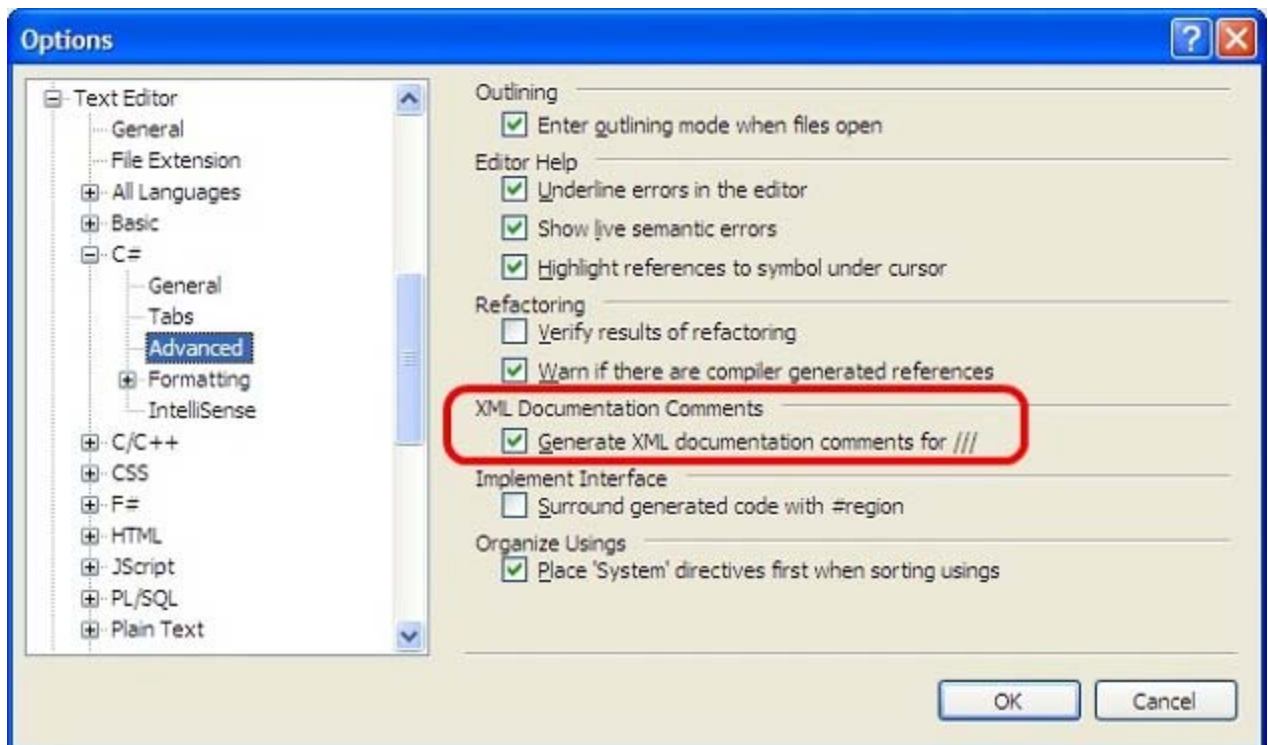 Options
Text Editor
General
File Extension
All Languages
Basic
C#
General
Tabs
Advanced
Formatting
IntelliSense
C/C++
CSS
F#
HTML
JScript
PL/SQL
Plain Text
Outlining
Enter outlining mode when files open
Editor Help
Underline errors in the editor
Show live semantic errors
Highlight references to symbol under cursor
Refactoring
Verify results of refactoring
Warn if there are compiler generated references
XML Documentation Comments
Generate XML documentation comments for ///
Implement Interface
Surround generated code with #region
Organize Usings
Place 'System' directives first when sorting usings
OK
Cancel